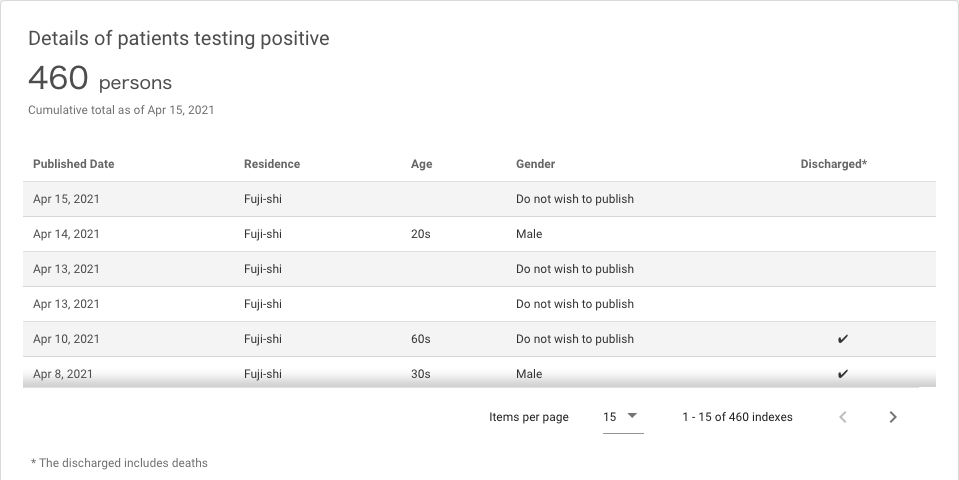 Details of patients testing positive
460 persons
Cumulative total as of Apr 15, 2021
Published Date Residence Age Gender Discharged*
Apr 15, 2021 Fuji-shi Do not wish to publish
Apr 14, 2021 Fuji-shi 20s Male
Apr 13, 2021 Fuji-shi Do not wish to publish
Apr 13, 2021 Fuji-shi Do not wish to publish
Apr 10, 2021 Fuji-shi 60s Do not wish to publish ✔
Apr 8, 2021 Fuji-shi 30s Male ✔
Items per page 15 1 - 15 of 460 indexes
* The discharged includes deaths